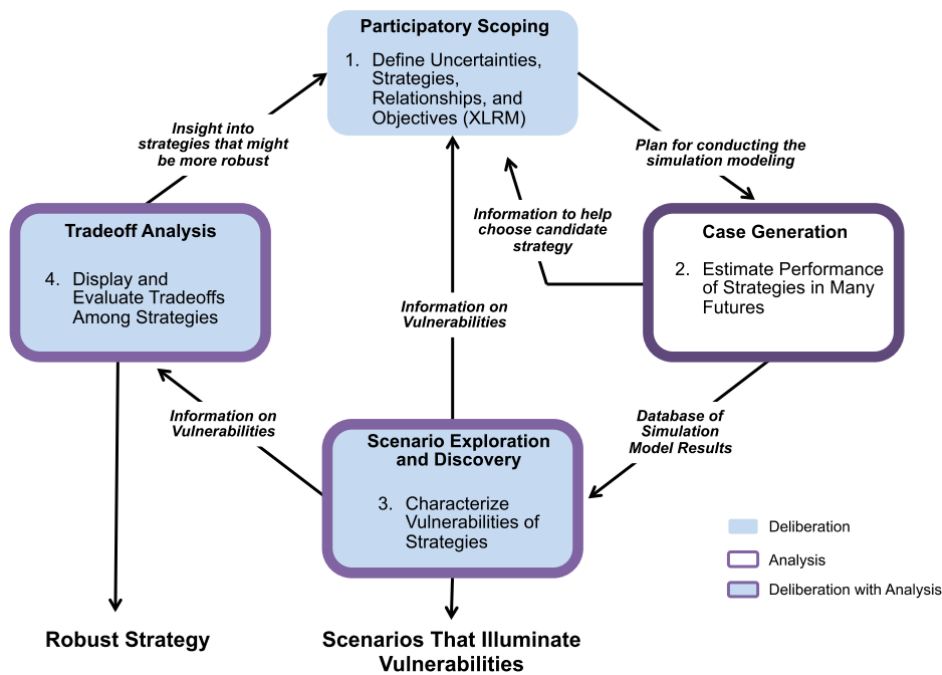 Participatory Scoping
1. Define Uncertainties,
Strategies,
Relationships, and
Objectives (XLRM)
Insight into
strategies that might
be more robust
Plan for conducting the
simulation modeling
Tradeoff Analysis
4. Display and
Evaluate Tradeoffs
Among Strategies
Information to help
choose candidate
strategy
Case Generation
2. Estimate Performance
of Strategies in Many
Futures
Information on
Vulnerabilities
Information on
Vulnerabilities
Database of
Simulation
Model Results
Scenario Exploration
and Discovery
3. Characterize
Vulnerabilities of
Strategies
Deliberation
Analysis
Deliberation with Analysis
Robust Strategy
Scenarios That Illuminate
Vulnerabilities